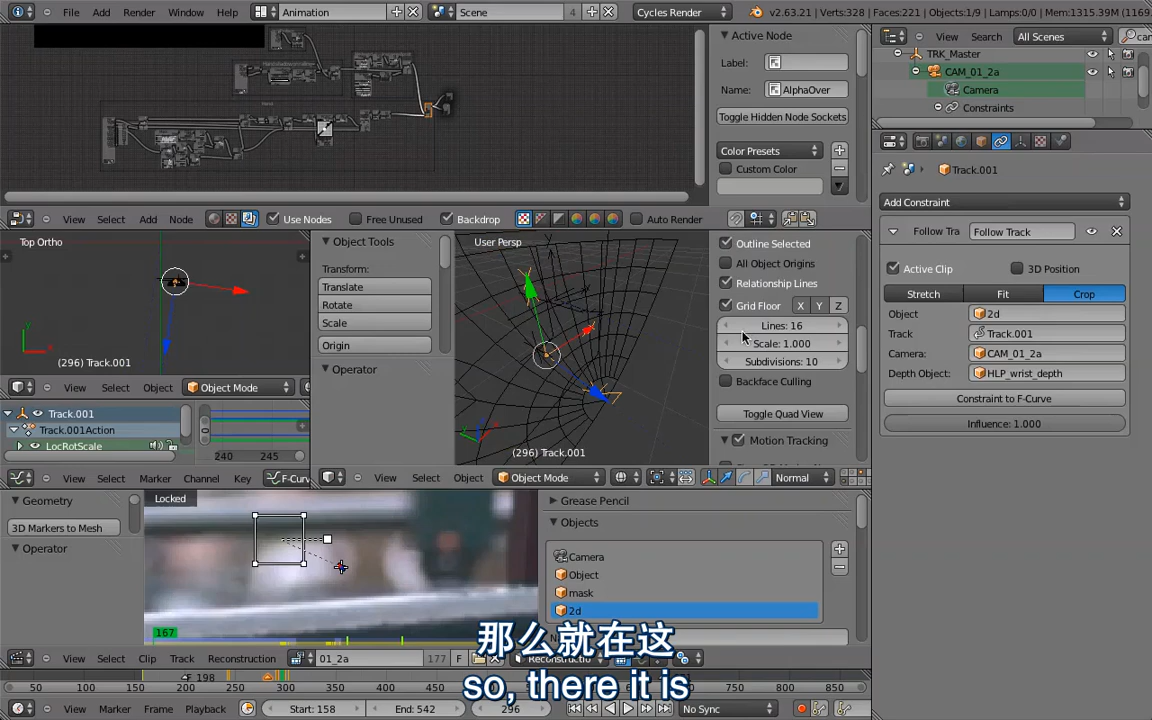 File Add Render Window Help Animation Scene 4 Cycles Render v2.63.21 | Verts:328 | Faces:221 | Objects:1/9 | Lamps:0/0 | Mem:1315.39M (1169.
Active Node
Label:
Name: AlphaOver
Toggle Hidden Node Sockets
Color Presets
Custom Color
View Search All Scenes
TRK_Master
CAM_01_2a
Camera
Constraints
Track.001
Add Constraint
Follow Tra Follow Track
Active Clip 3D Position
Stretch Fit Crop
Object: 2d
Track: Track.001
Camera: CAM_01_2a
Depth Object: HLP_wrist_depth
Constraint to F-Curve
Influence: 1.000
View Select Add Node Use Nodes Free Unused Backdrop Auto Render
Top Ortho
(296) Track.001
View Select Object Object Mode
Object Tools
Transform:
Translate
Rotate
Scale
Origin
Operator
User Persp
(296) Track.001
Outline Selected
All Object Origins
Relationship Lines
Grid Floor X Y Z
Lines: 16
Scale: 1.000
Subdivisions: 10
Backface Culling
Toggle Quad View
Motion Tracking
Track.001
Track.001Action
LocRotScale
240 245
View Select Marker Channel Key F-Curve
View Select Object Object Mode Normal
Geometry
3D Markers to Mesh
Operator
Locked
167
Grease Pencil
Objects
Camera
Object
mask
2d
View Select Clip Track Reconstruction 01_2a 177 F Reconstructio
那么就在这
so, there it is
50 100 150 F 198 250 300 350 400 450 500 550 600 650 700 750 800 850
View Marker Frame Playback Start: 158 End: 542 296 No Sync